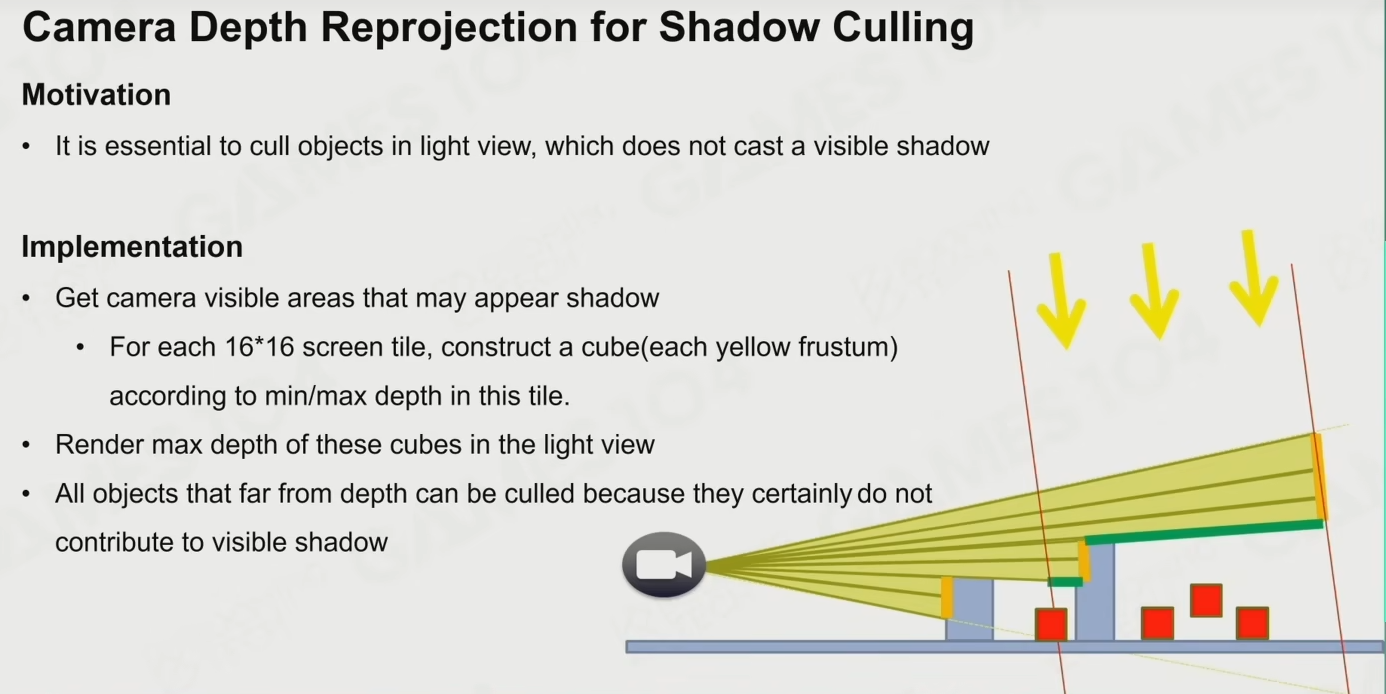 Camera Depth Reprojection for Shadow Culling
Motivation
• It is essential to cull objects in light view, which does not cast a visible shadow
Implementation
• Get camera visible areas that may appear shadow
• For each 16*16 screen tile, construct a cube(each yellow frustum)
according to min/max depth in this tile.
• Render max depth of these cubes in the light view
• All objects that far from depth can be culled because they certainly do not
contribute to visible shadow
GAMES104